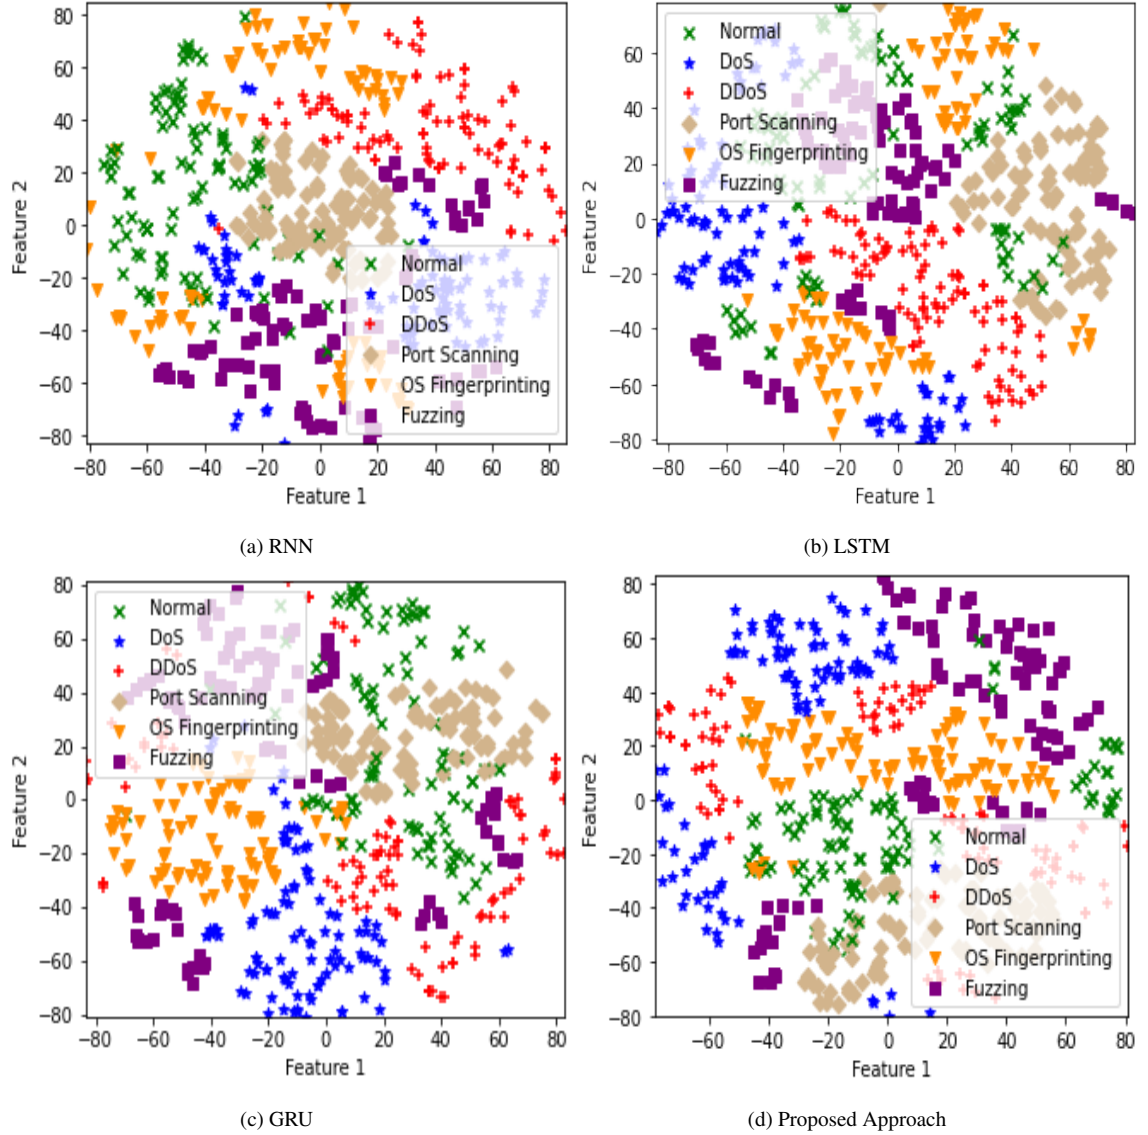 80
60
40
20
0
−20
−40
−60
−80
Feature 2
Normal
DoS
DDoS
Port Scanning
OS Fingerprinting
Fuzzing
−80 −60 −40 −20 0 20 40 60 80
Feature 1
(a) RNN
60
40
20
0
−20
−40
−60
−80
Feature 2
Normal
DoS
DDoS
Port Scanning
OS Fingerprinting
Fuzzing
−80 −60 −40 −20 0 20 40 60 80
Feature 1
(b) LSTM
80
60
40
20
0
−20
−40
−60
−80
Feature 2
Normal
DoS
DDoS
Port Scanning
OS Fingerprinting
Fuzzing
−80 −60 −40 −20 0 20 40 60 80
Feature 1
(c) GRU
80
60
40
20
0
−20
−40
−60
−80
Feature 2
Normal
DoS
DDoS
Port Scanning
OS Fingerprinting
Fuzzing
−60 −40 −20 0 20 40 60 80
Feature 1
(d) Proposed Approach